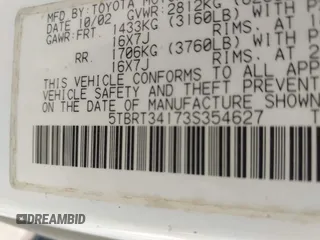 MFD. BY: TOYOTA MO
DATE 10/02 GVWR 2812KG
GAWR: FRT. 1433KG (3160LB) WITH
16X7J RIMS, AT
RR. 1706KG (3760LB) WITH P
16X7J RIMS, AT 2
THIS VEHICLE CONFORMS TO ALL APP
VEHICLE SAFETY AND THEFT PREVENT
DATE OF MANUFACTURE SHOWN
5TBRT34173S354627
DREAMBID